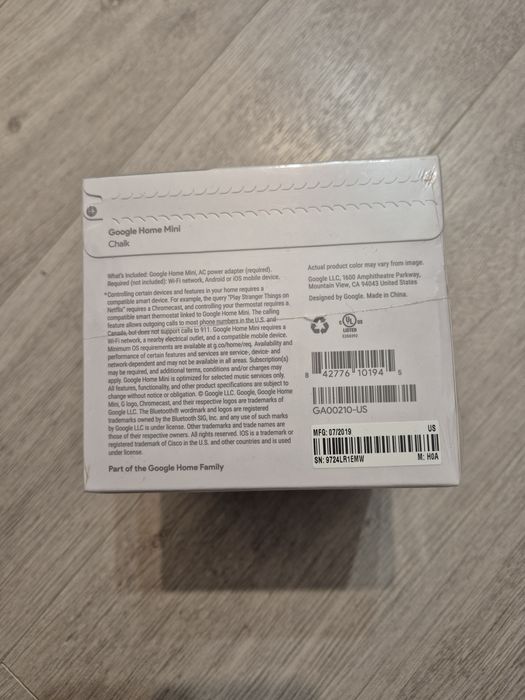 Google Home Mini
Chalk
What's Included: Google Home Mini, AC power adapter (required).
Required (not included): Wi-Fi network, Android or iOS mobile device.
*Controlling certain devices and features in your home requires a
compatible smart device. For example, the query "Play Stranger Things on
Netflix" requires a Chromecast, and controlling your thermostat requires a
compatible smart thermostat linked to Google Home Mini. The calling
feature allows outgoing calls to most phone numbers in the U.S. and
Canada, but does not support calls to 911. Google Home Mini requires a
Wi-Fi network, a nearby electrical outlet, and a compatible mobile device.
Minimum OS requirements are available at g.co/home/req. Availability and
performance of certain features and services are service-, device- and
network-dependent and may not be available in all areas. Subscription(s)
may be required, and additional terms, conditions and/or charges may
apply. Google Home Mini is optimized for selected music services only.
All features, functionality, and other product specifications are subject to
change without notice or obligation. © Google LLC. Google, Google Home
Mini, G logo, Chromecast, and their respective logos are trademarks of
Google LLC. The Bluetooth® wordmark and logos are registered
trademarks owned by the Bluetooth SIG, Inc. and any use of such marks
by Google LLC is under license. Other trademarks and trade names are
those of their respective owners. All rights reserved. IOS is a trademark or
registered trademark of Cisco in the U.S. and other countries and is used
under license.
Part of the Google Home Family
Actual product color may vary from image.
Google LLC, 1600 Amphitheatre Parkway,
Mountain View, CA 94043 United States
Designed by Google. Made in China.
c UL US
LISTED
E258392
8 42776 10194 5
GA00210-US
MFG: 07/2019 US
SN: 9724LR1EMW M: H0A